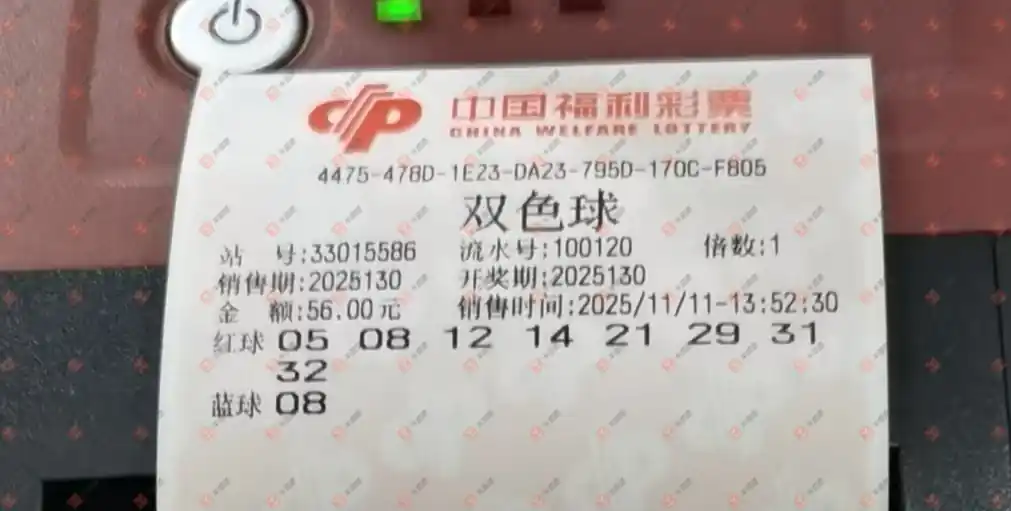 中国福利彩票
CHINA WELFARE LOTTERY
4475-478D-1E23-DA23-795D-170C-F805
双色球
站 号:33015586 流水号:100120 倍数:1
销售期:2025130 开奖期:2025130
金 额:56.00元 销售时间:2025/11/11-13:52:30
红球 05 08 12 14 21 29 31
32
蓝球 08